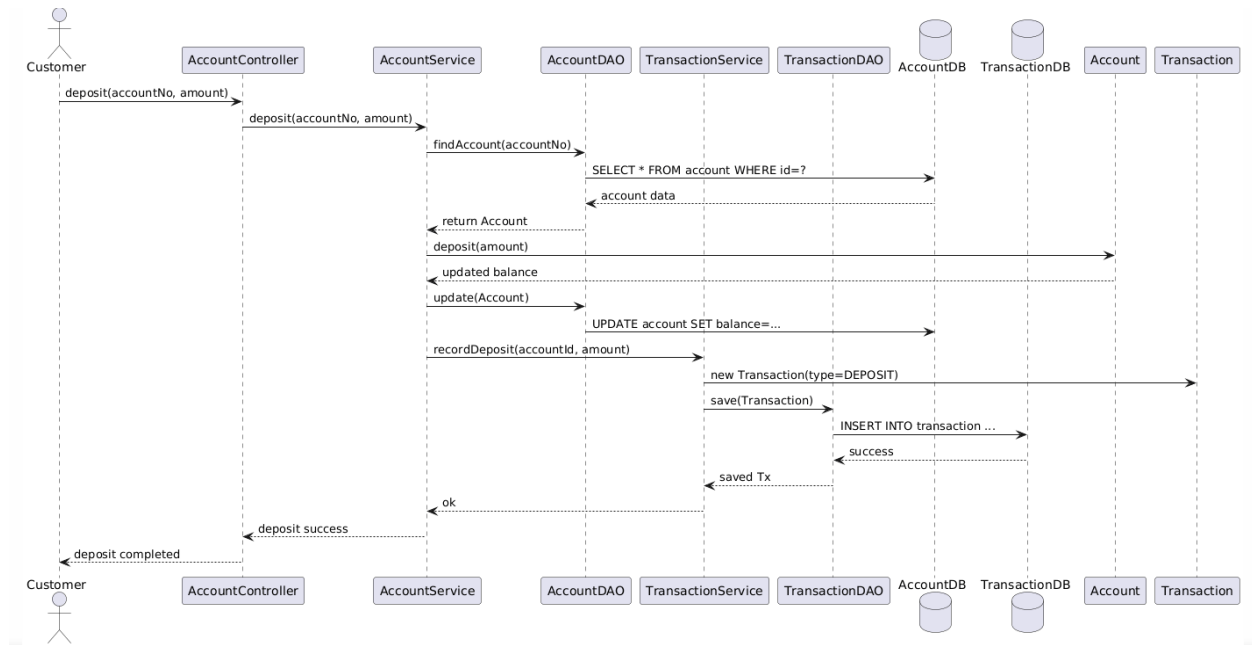 Customer
AccountController
AccountService
AccountDAO
TransactionService
TransactionDAO
AccountDB
TransactionDB
Account
Transaction
deposit(accountNo, amount)
deposit(accountNo, amount)
findAccount(accountNo)
SELECT * FROM account WHERE id=?
account data
return Account
deposit(amount)
updated balance
update(Account)
UPDATE account SET balance=...
recordDeposit(accountId, amount)
new Transaction(type=DEPOSIT)
save(Transaction)
INSERT INTO transaction ...
success
saved Tx
ok
deposit success
deposit completed
Customer
AccountController
AccountService
AccountDAO
TransactionService
TransactionDAO
AccountDB
TransactionDB
Account
Transaction